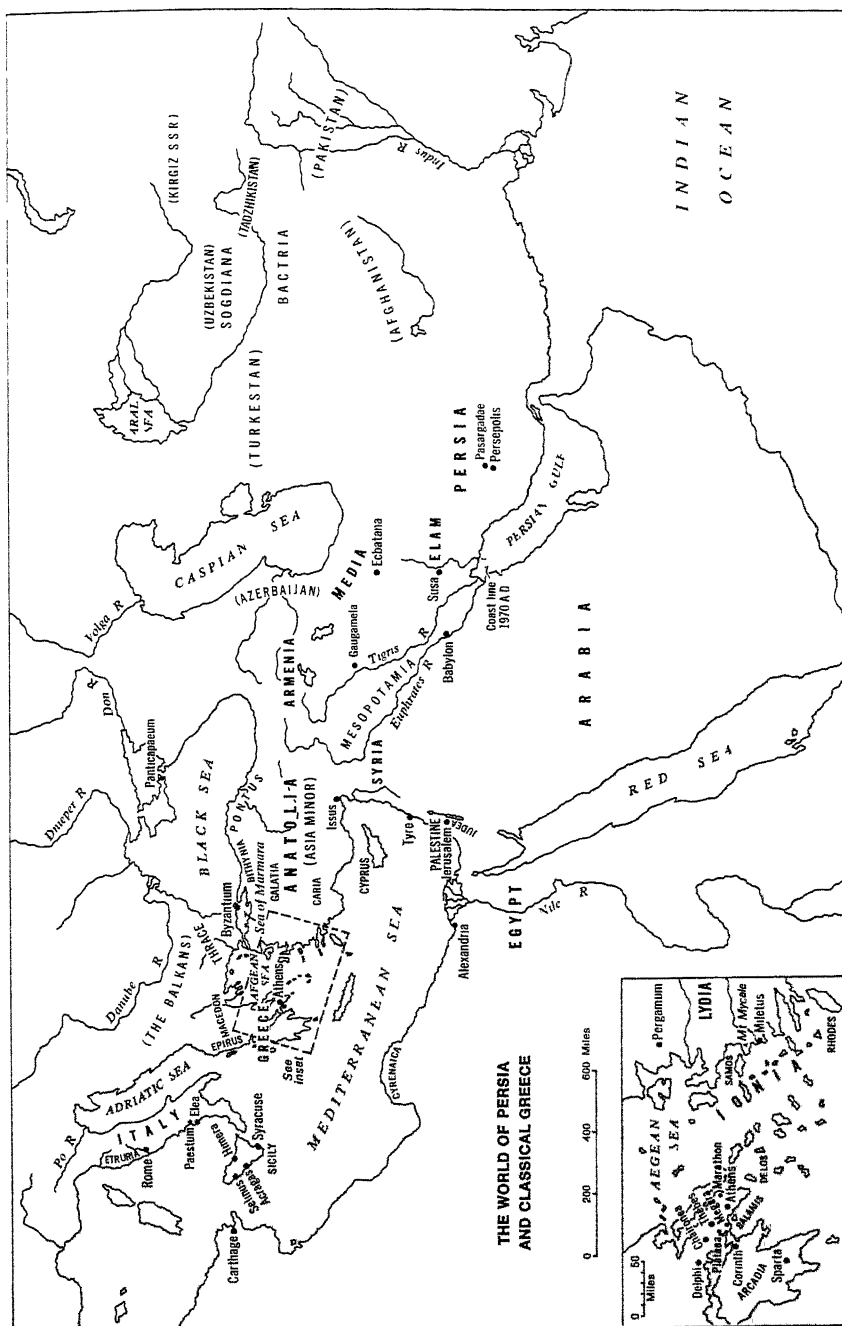 THE WORLD OF PERSIA
AND CLASSICAL GREECE
0 200 400 600 Miles
Po R
ADRIATIC SEA
ITALY
ETRURIA
Rome
Paestum
Elea
Himera
Selinus
Acragas
Syracuse
SICILY
Carthage
Danube R
(THE BALKANS)
THRACE
MACEDON
EPIRUS
GREECE
AEGEAN
SEA
Athens
See
inset
MEDITERRANEAN SEA
CYREMAICA
Dnieper R
Don R
Volga R
Panticapaeum
BLACK SEA
Byzantium
BITHYNIA
PONTUS
Sea of Marmara
GALATIA
ANATOLIA
(ASIA MINOR)
CARIA
CYPRUS
Issus
SYRIA
Tyre
PALESTINE
Jerusalem
JUDEA
Alexandria
EGYPT
Nile R
RED SEA
ARABIA
ARMENIA
MESOPOTAMIA
Tigris R
Euphrates R
Gaugamela
Babylon
(AZERBAIJAN)
CASPIAN SEA
MEDIA
Ecbatana
Susa
ELAM
Coast line
1970 A D
PERSIA
Pasargadae
Persepolis
PERSIAN GULF
ARAL
SEA
(TURKESTAN)
(UZBEKISTAN)
SOGDIANA
BACTRIA
(KIRGIZ SSR)
(TADZHIKISTAN)
(AFGHANISTAN)
(PAKISTAN)
Indus R
INDIAN
OCEAN
0 50
Miles
AEGEAN
SEA
Pergamum
LYDIA
Mt Mycale
Miletus
SAMOS
IONIA
RHODES
DELOS
Delphi
Thebes
Plataea
Megara
Marathon
Athens
SALAMIS
Corinth
ARCADIA
Sparta